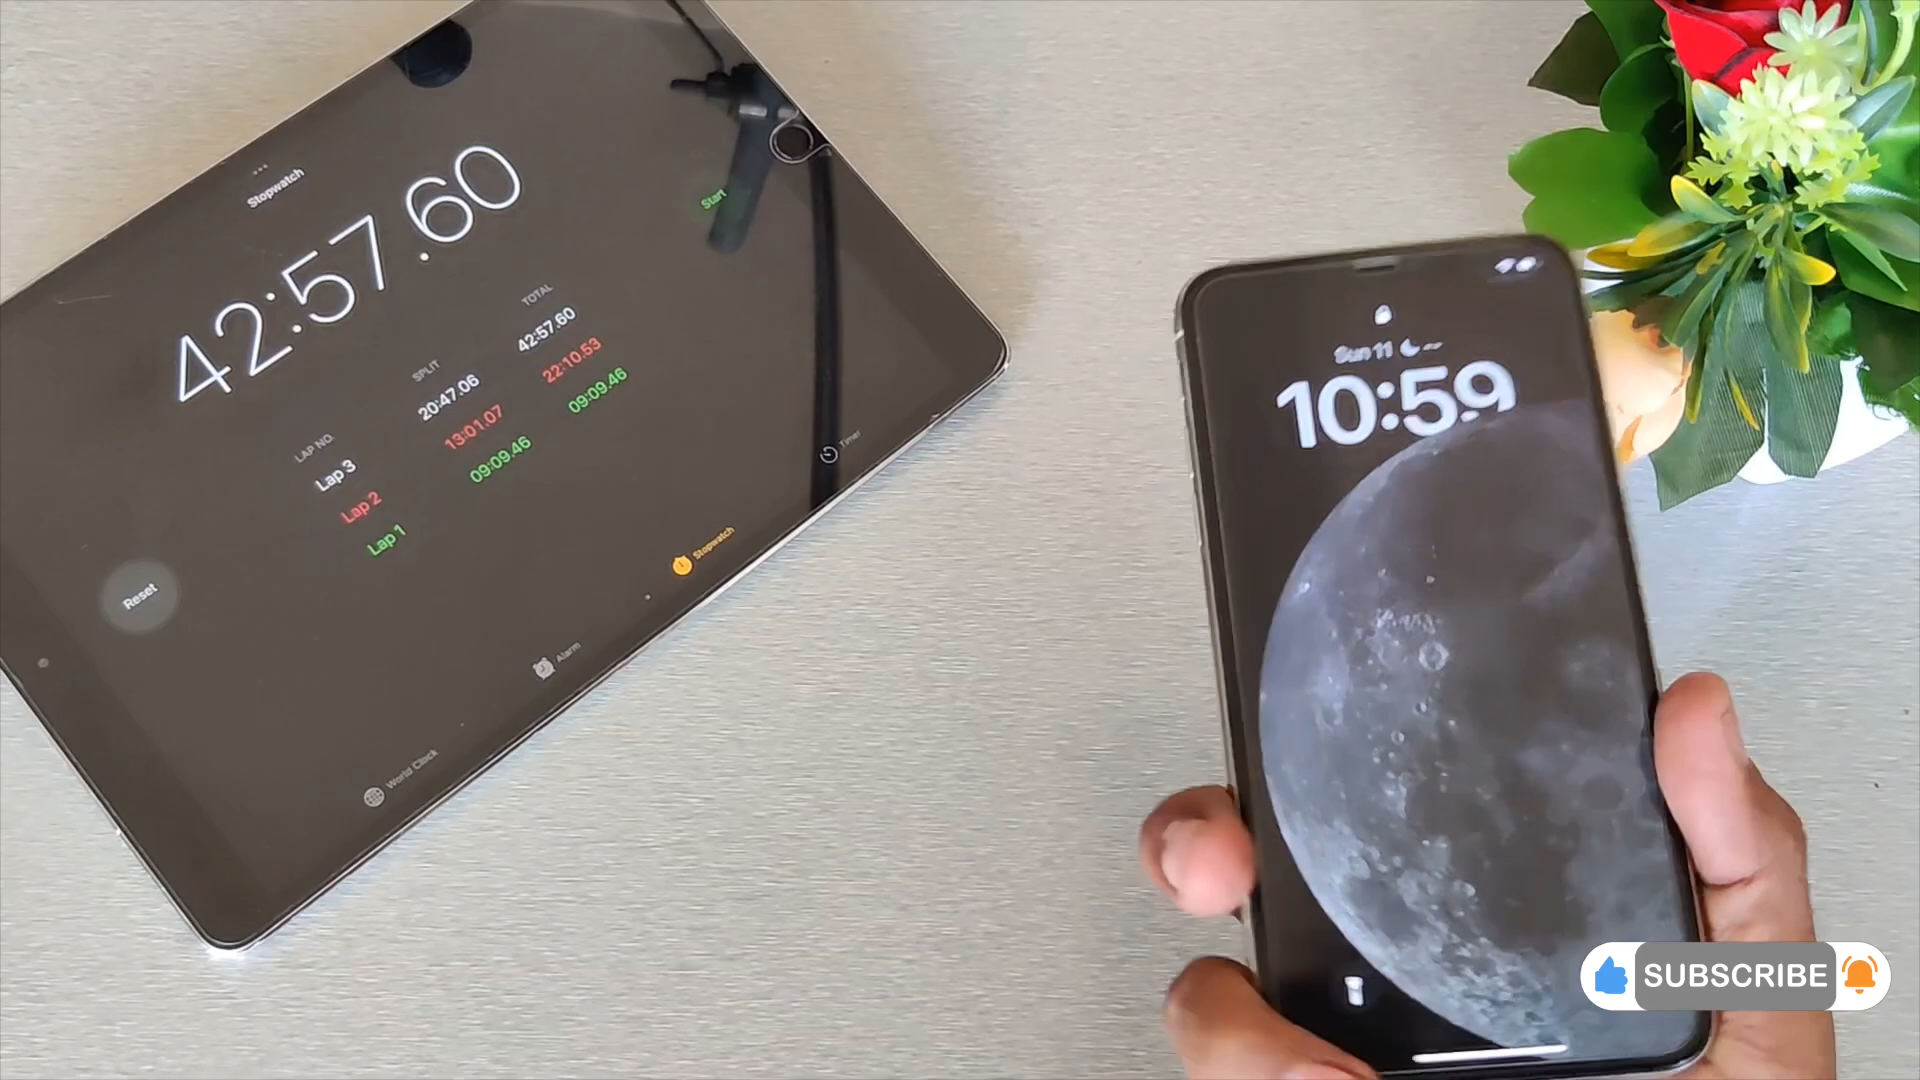 Stopwatch
42:57.60
Start
LAP NO. SPLIT TOTAL
Lap 3 20:47.06 42:57.60
Lap 2 13:01.07 22:10.53
Lap 1 09:09.46 09:09.46
Reset
World Clock
Alarm
Stopwatch
Timer
Sun 11
10:59
SUBSCRIBE